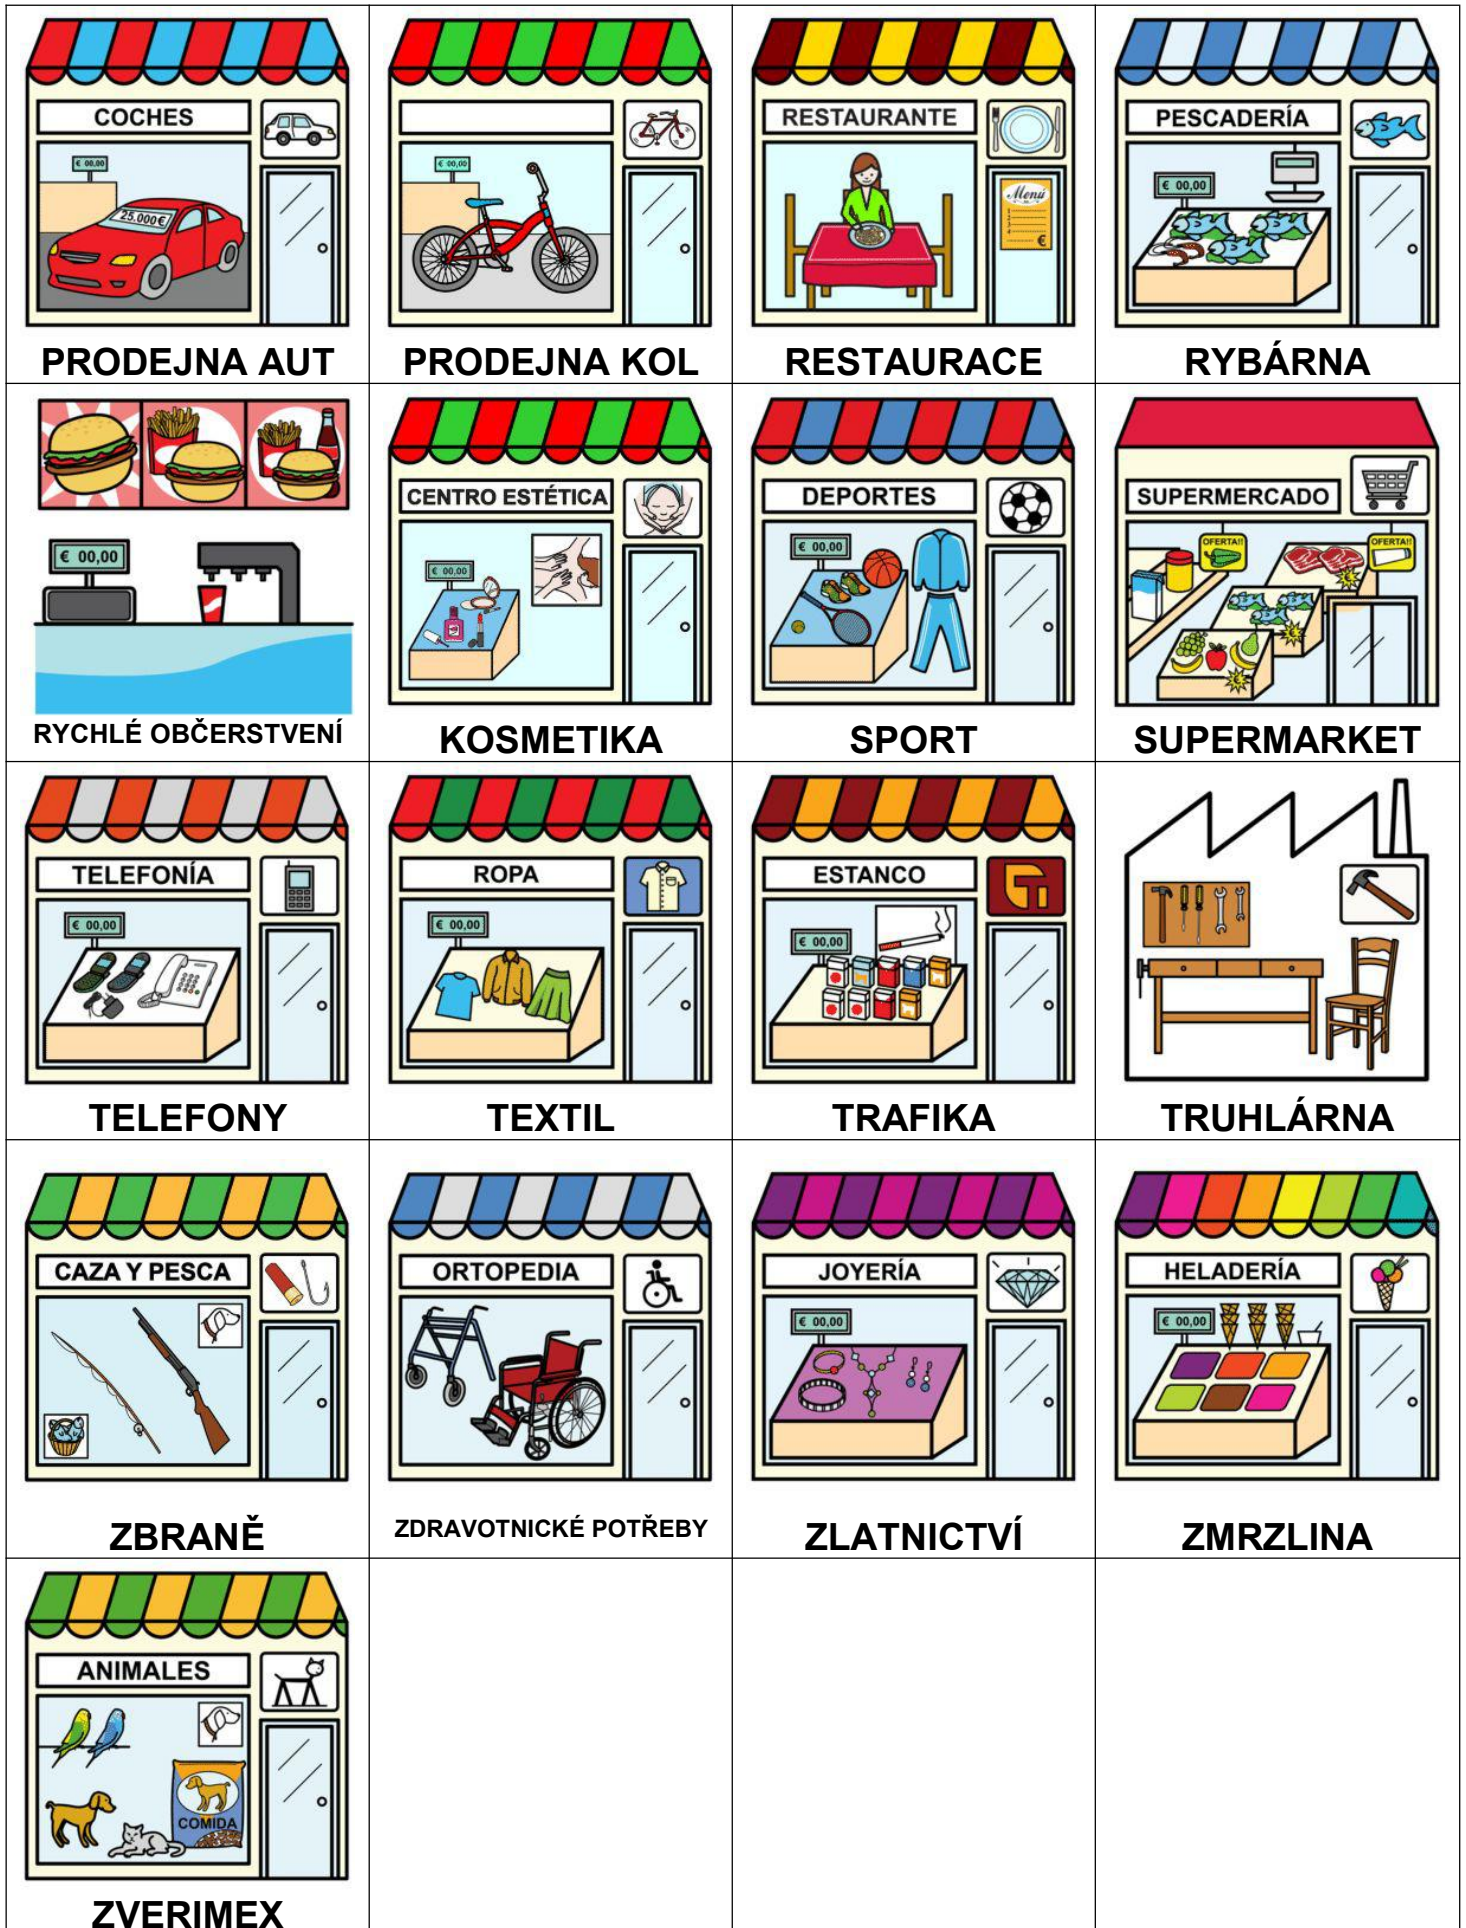 COCHES
€ 00,00
25.000 €
PRODEJNA AUT
€ 00,00
PRODEJNA KOL
RESTAURANTE
Menú
€
RESTAURACE
PESCADERÍA
€ 00,00
RYBÁRNA
€ 00,00
RYCHLÉ OBČERSTVENÍ
CENTRO ESTÉTICA
€ 00,00
KOSMETIKA
DEPORTES
€ 00,00
SPORT
SUPERMERCADO
OFERTA!!
OFERTA!!
SUPERMARKET
TELEFONÍA
€ 00,00
TELEFONY
ROPA
€ 00,00
TEXTIL
ESTANCO
€ 00,00
TRAFIKA
TRUHLÁRNA
CAZA Y PESCA
ZBRANĚ
ORTOPEDIA
ZDRAVOTNICKÉ POTŘEBY
JOYERÍA
€ 00,00
ZLATNICTVÍ
HELADERÍA
€ 00,00
ZMRZLINA
ANIMALES
COMIDA
ZVERIMEX